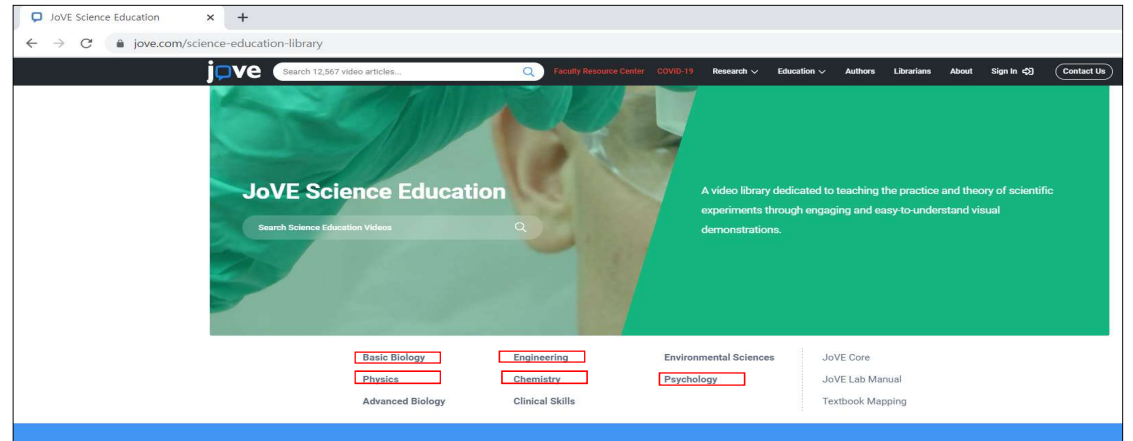 JoVE Science Education
jove.com/science-education-library
jove Search 12,567 video articles... Faculty Resource Center COVID-19 Research Education Authors Librarians About Sign In Contact Us
JoVE Science Education
Search Science Education Videos
A video library dedicated to teaching the practice and theory of scientific
experiments through engaging and easy-to-understand visual
demonstrations.
Basic Biology Engineering Environmental Sciences JoVE Core
Physics Chemistry Psychology JoVE Lab Manual
Advanced Biology Clinical Skills Textbook Mapping